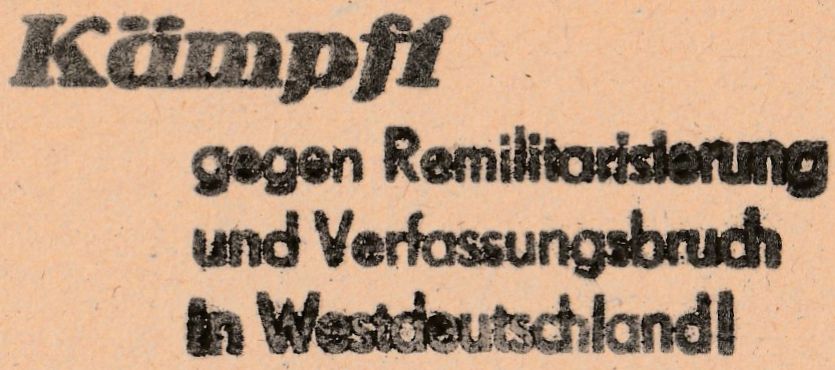 Kämpft
gegen Remilitarisierung
und Verfassungsbruch
in Westdeutschland!